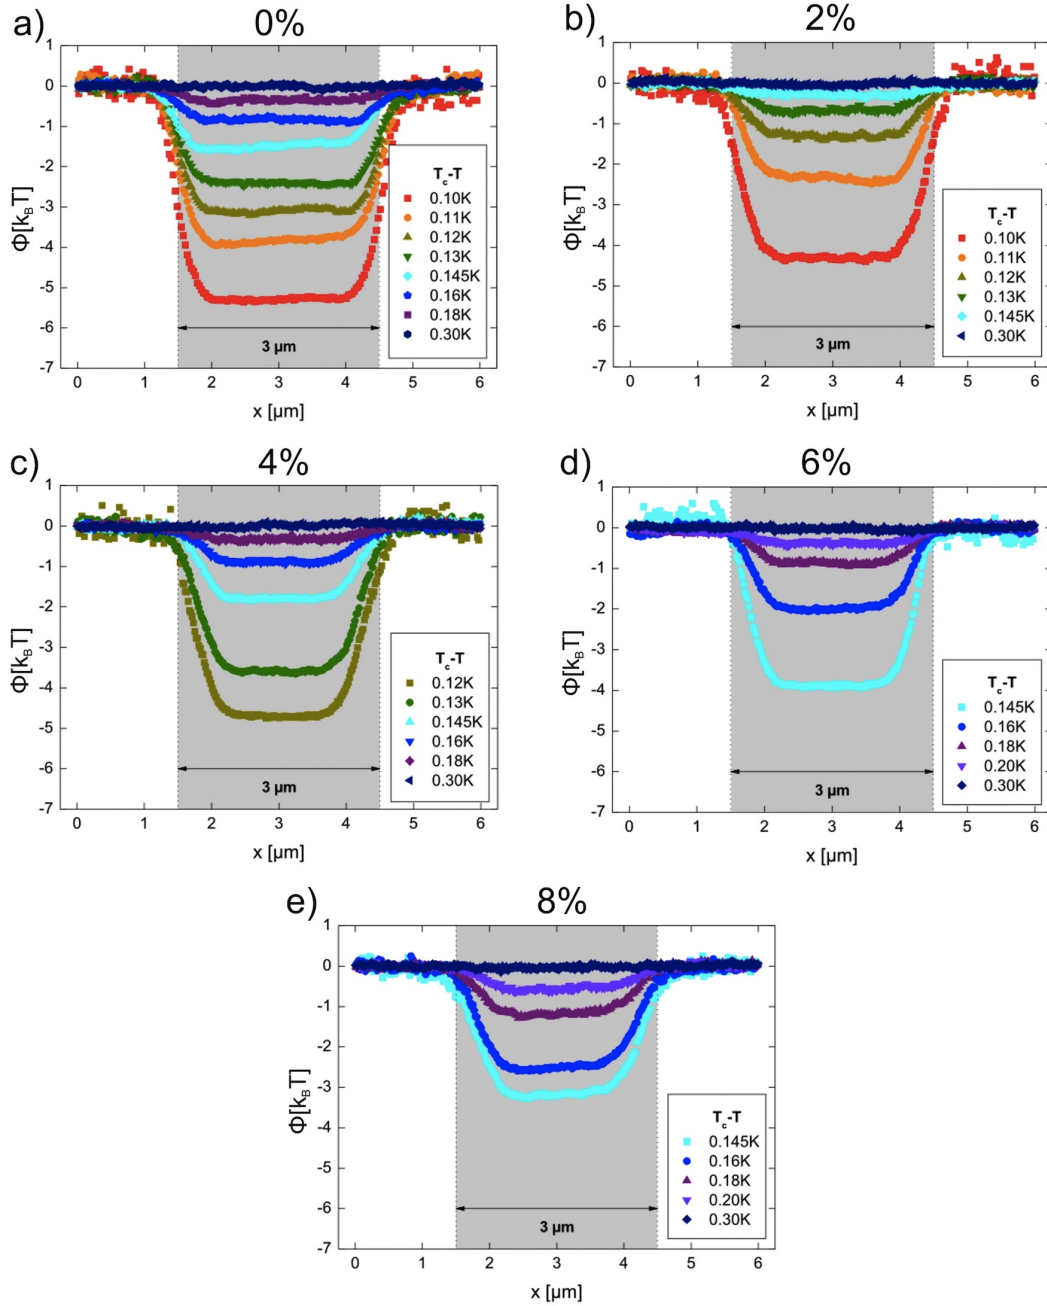 a) 0%
1
0
-1
-2
-3
-4
-5
-6
-7
Φ[k_BT]
T_c-T
0.10K
0.11K
0.12K
0.13K
0.145K
0.16K
0.18K
0.30K
3 µm
0 1 2 3 4 5 6
x [µm]
b) 2%
1
0
-1
-2
-3
-4
-5
-6
-7
Φ[k_BT]
T_c-T
0.10K
0.11K
0.12K
0.13K
0.145K
0.30K
3 µm
0 1 2 3 4 5 6
x [µm]
c) 4%
1
0
-1
-2
-3
-4
-5
-6
-7
Φ[k_BT]
T_c-T
0.12K
0.13K
0.145K
0.16K
0.18K
0.30K
3 µm
0 1 2 3 4 5 6
x [µm]
d) 6%
1
0
-1
-2
-3
-4
-5
-6
-7
Φ[k_BT]
T_c-T
0.145K
0.16K
0.18K
0.20K
0.30K
3 µm
0 1 2 3 4 5 6
x [µm]
e) 8%
1
0
-1
-2
-3
-4
-5
-6
-7
Φ[k_BT]
T_c-T
0.145K
0.16K
0.18K
0.20K
0.30K
3 µm
0 1 2 3 4 5 6
x [µm]